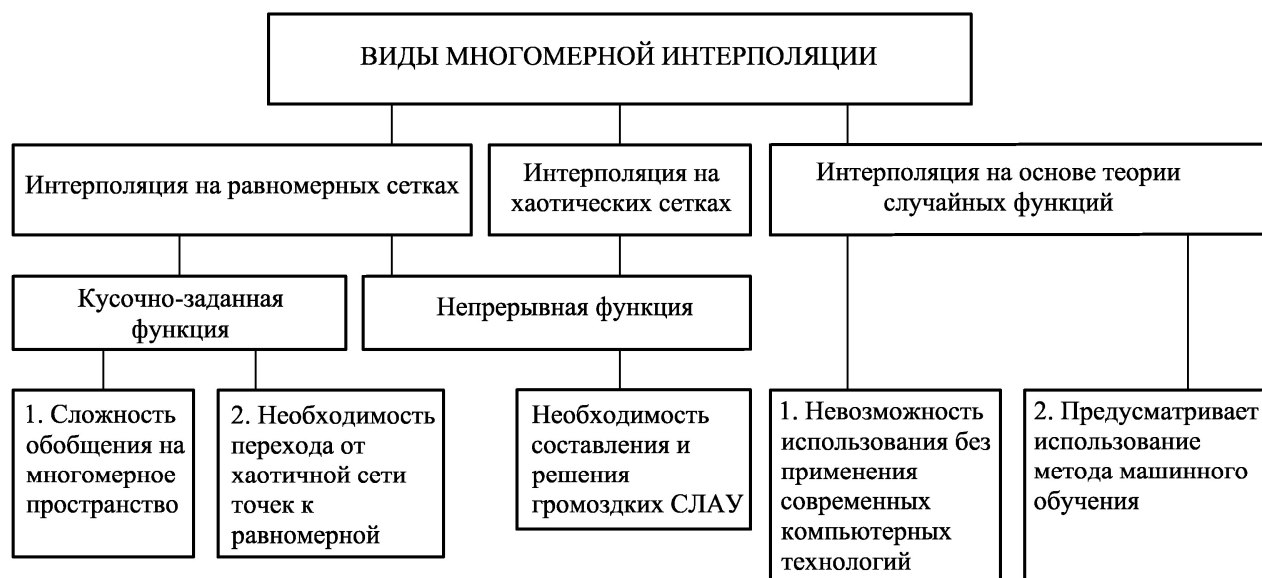 ВИДЫ МНОГОМЕРНОЙ ИНТЕРПОЛЯЦИИ
Интерполяция на равномерных сетках
Интерполяция на
хаотических сетках
Интерполяция на основе теории
случайных функций
Кусочно-заданная
функция
Непрерывная функция
1. Сложность
обобщения на
многомерное
пространство
2. Необходимость
перехода от
хаотичной сети
точек к
равномерной
Необходимость
составления и
решения
громоздких СЛАУ
1. Невозможность
использования без
применения
современных
компьютерных
технологий
2. Предусматривает
использование
метода машинного
обучения